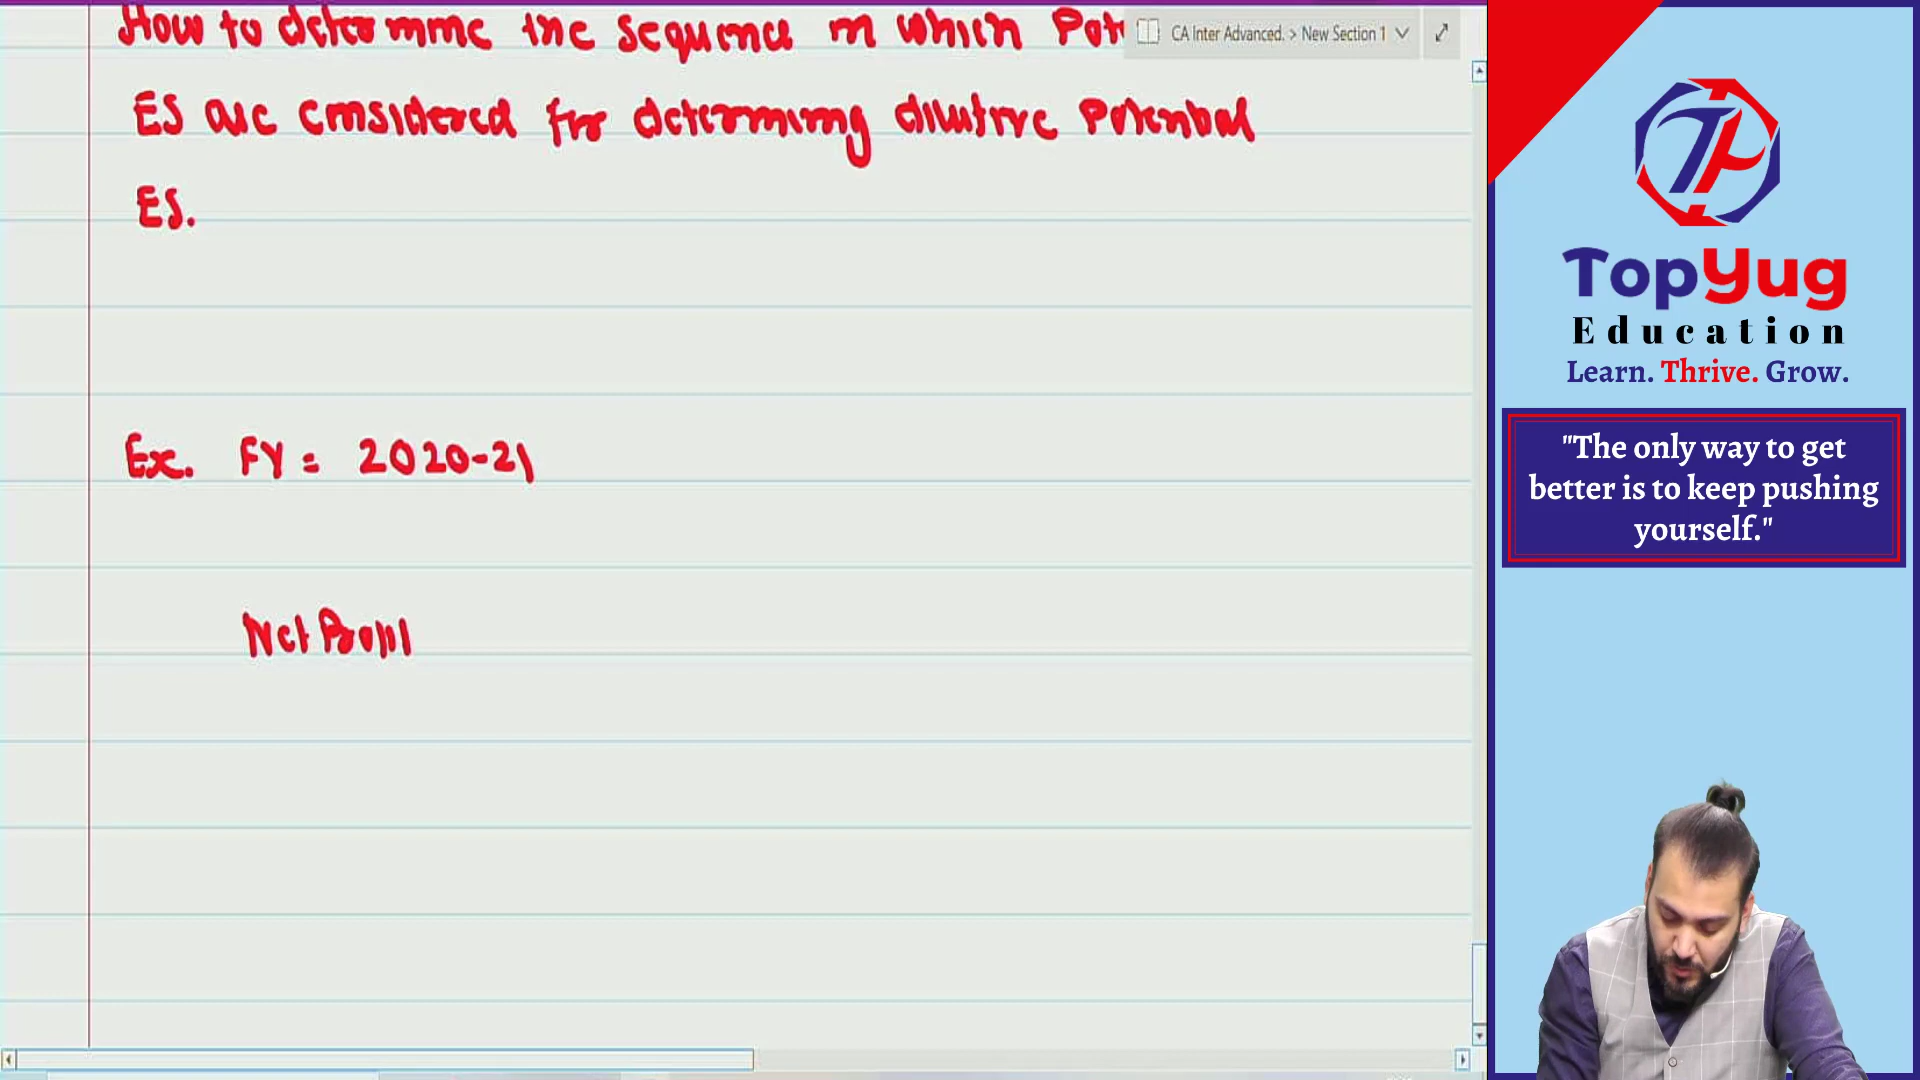 How to determine the sequence in which Pote
CA Inter Advanced. > New Section 1
ES are considered for determining dilutive Potential
ES.
Ex. FY = 2020-21
Net Profit
TopYug
Education
Learn. Thrive. Grow.
"The only way to get
better is to keep pushing
yourself."